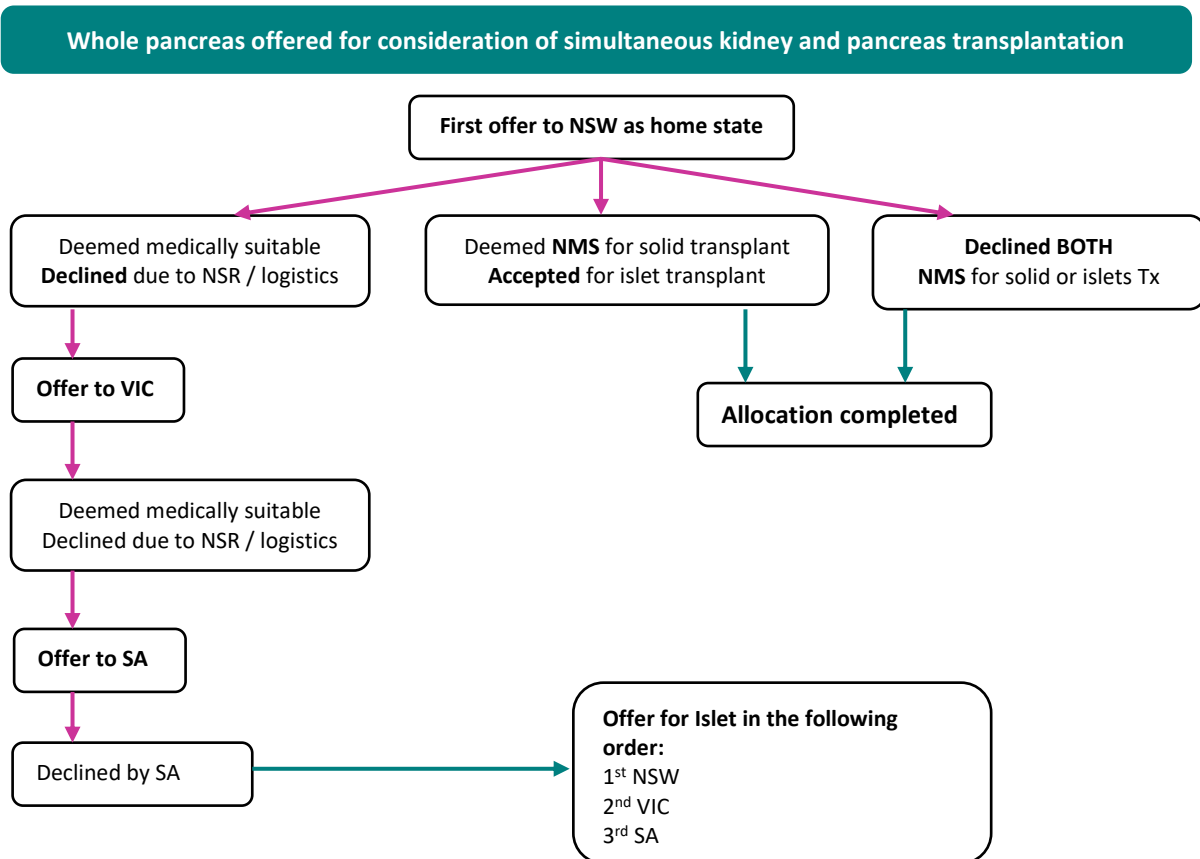 Whole pancreas offered for consideration of simultaneous kidney and pancreas transplantation
First offer to NSW as home state
Deemed medically suitable
Declined due to NSR / logistics
Deemed NMS for solid transplant
Accepted for islet transplant
Declined BOTH
NMS for solid or islets Tx
Offer to VIC
Allocation completed
Deemed medically suitable
Declined due to NSR / logistics
Offer to SA
Declined by SA
Offer for Islet in the following
order:
1st NSW
2nd VIC
3rd SA